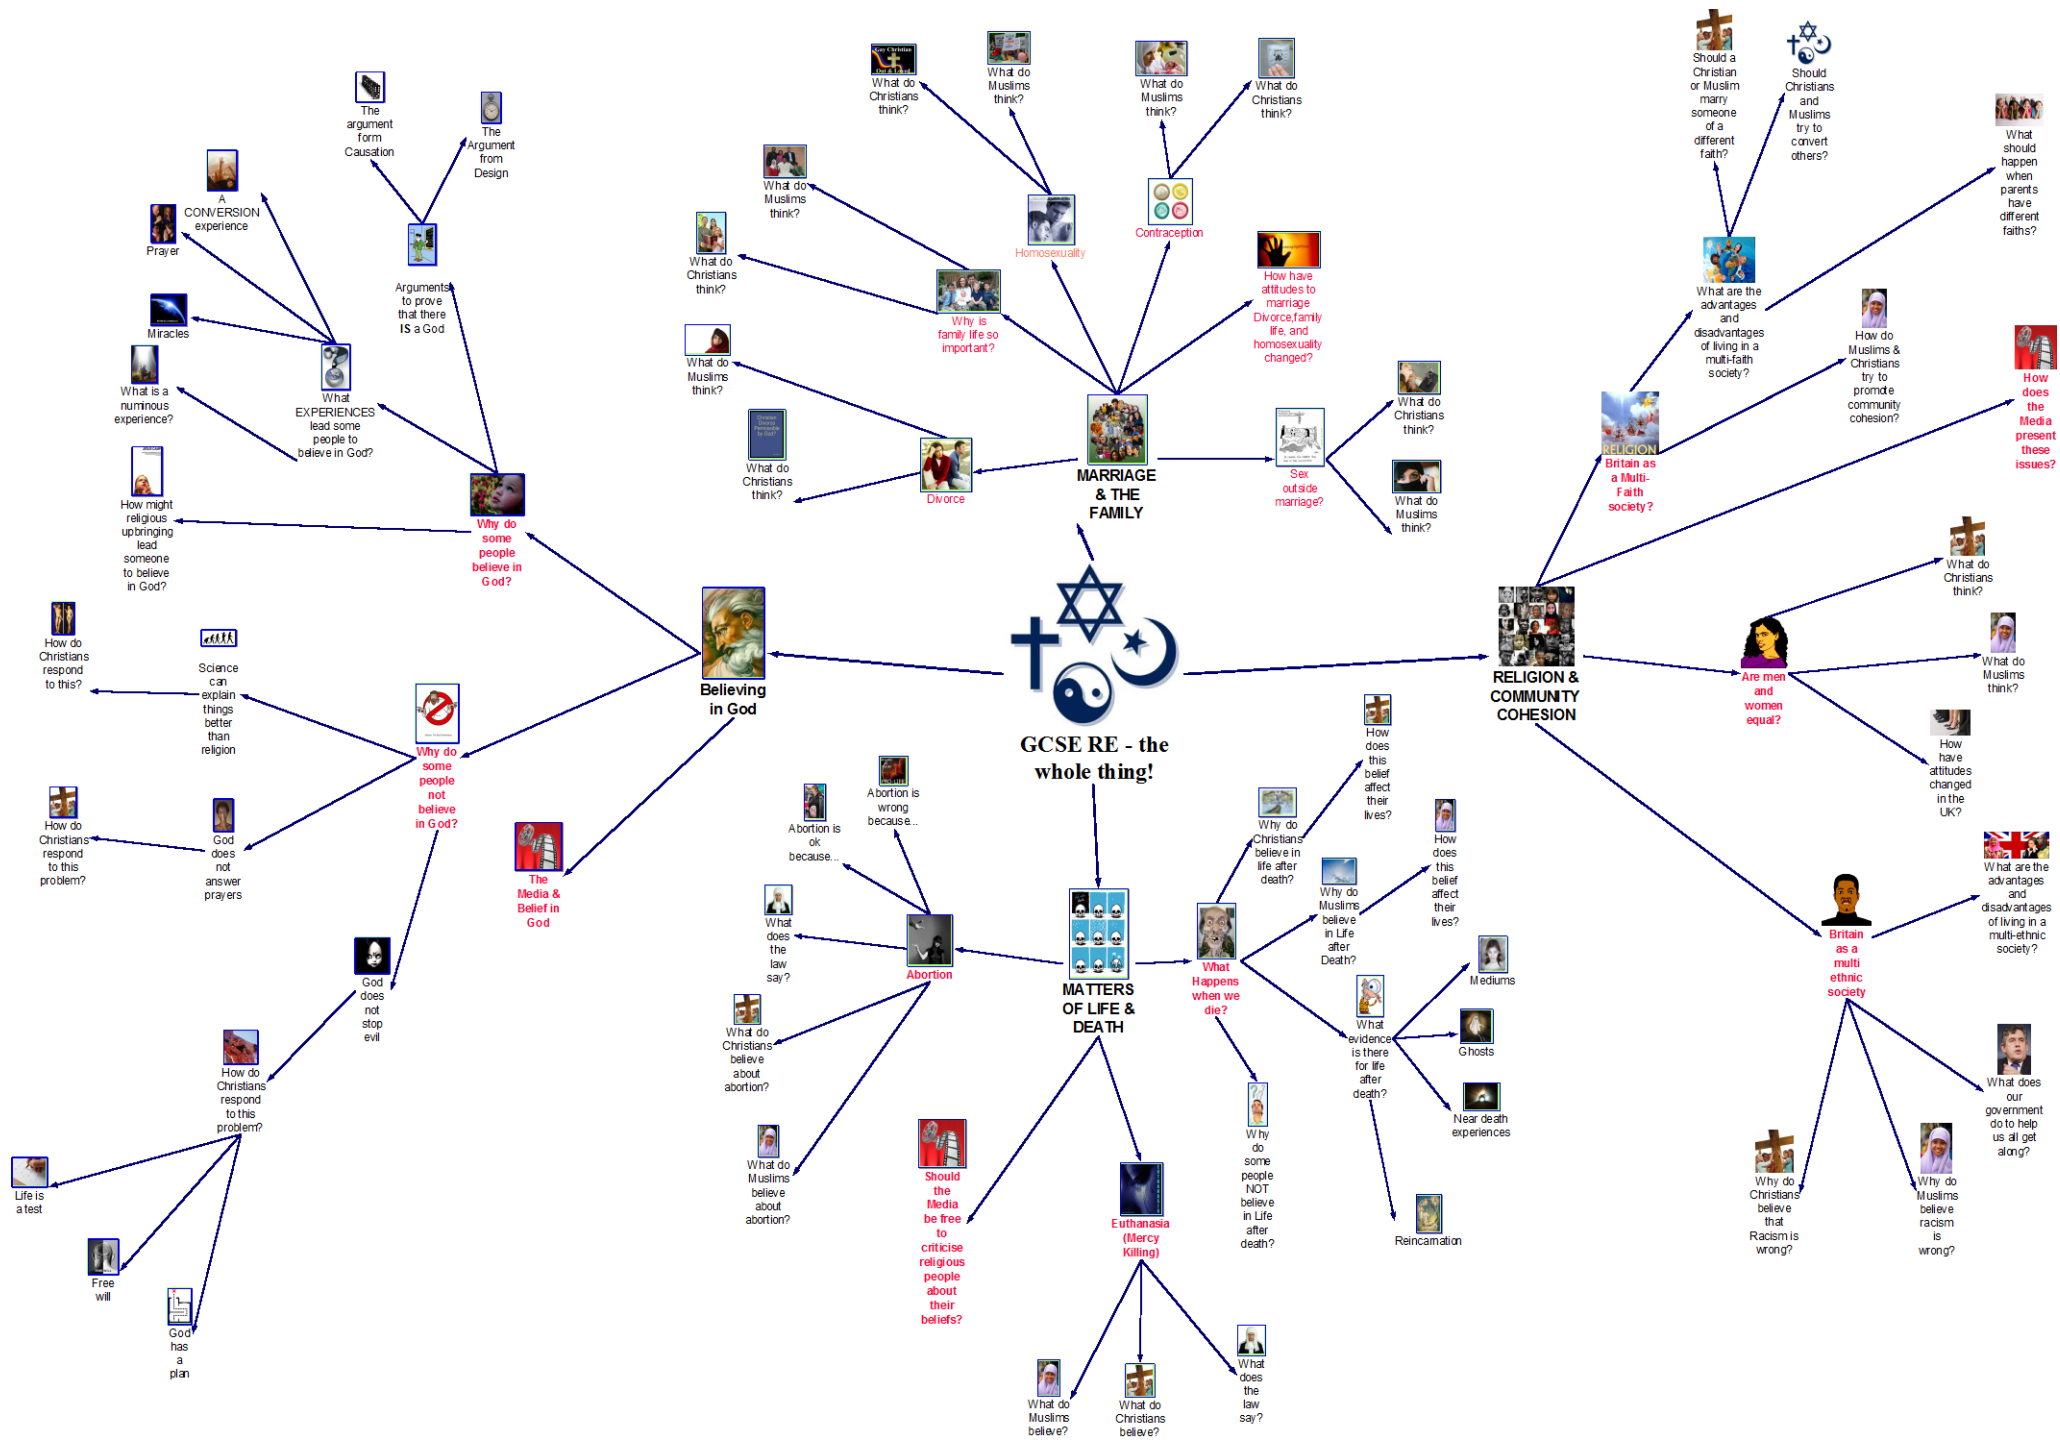 GCSE RE - the
whole thing!
MARRIAGE
& THE
FAMILY
Homosexuality
What do
Christians
think?
What do
Muslims
think?
Contraception
What do
Muslims
think?
What do
Christians
think?
How have
attitudes to
marriage
Divorce,family
life, and
homosexuality
changed?
Why is
family life so
important?
What do
Muslims
think?
What do
Christians
think?
Divorce
What do
Muslims
think?
What do
Christians
think?
Sex
outside
marriage?
What do
Christians
think?
What do
Muslims
think?
RELIGION &
COMMUNITY
COHESION
RELIGION
Britain as
a Multi-
Faith
society?
What are the
advantages
and
disadvantages
of living in a
multi-faith
society?
Should a
Christian
or Muslim
marry
someone
of a
different
faith?
Should
Christians
and
Muslims
try to
convert
others?
What
should
happen
when
parents
have
different
faiths?
How do
Muslims &
Christians
try to
promote
community
cohesion?
How
does
the
Media
present
these
issues?
Are men
and
women
equal?
What do
Christians
think?
What do
Muslims
think?
How
have
attitudes
changed
in the
UK?
Britain
as a
multi
ethnic
society
What are the
advantages
and
disadvantages
of living in a
multi-ethnic
society?
What does
our
government
do to help
us all get
along?
Why do
Muslims
believe
racism
is
wrong?
Why do
Christians
believe
that
Racism is
wrong?
MATTERS
OF LIFE &
DEATH
What
Happens
when we
die?
Why do
Christians
believe in
life after
death?
How
does
this
belief
affect
their
lives?
Why do
Muslims
believe
in Life
after
Death?
How
does
this
belief
affect
their
lives?
What
evidence
is there
for life
after
death?
Mediums
Ghosts
Near death
experiences
Reincarnation
Why
do
some
people
NOT
believe
in Life
after
death?
Euthanasia
(Mercy
Killing)
What do
Muslims
believe?
What do
Christians
believe?
What
does
the
law
say?
Should
the
Media
be free
to
criticise
religious
people
about
their
beliefs?
Abortion
Abortion is
wrong
because...
Abortion is
ok
because...
What
does
the
law
say?
What do
Christians
believe
about
abortion?
What do
Muslims
believe
about
abortion?
Believing
in God
Why do
some
people
believe in
God?
Arguments
to prove
that there
IS a God
The
argument
form
Causation
The
Argument
from
Design
What
EXPERIENCES
lead some
people to
believe in God?
A
CONVERSION
experience
Prayer
Miracles
What is a
numinous
experience?
How might
religious
upbringing
lead
someone
to believe
in God?
Why do
some
people
not
believe
in God?
Science
can
explain
things
better
than
religion
How do
Christians
respond
to this?
God
does
not
answer
prayers
How do
Christians
respond
to this
problem?
God
does
not
stop
evil
How do
Christians
respond
to this
problem?
Life is
a test
Free
will
God
has
a
plan
The
Media &
Belief in
God